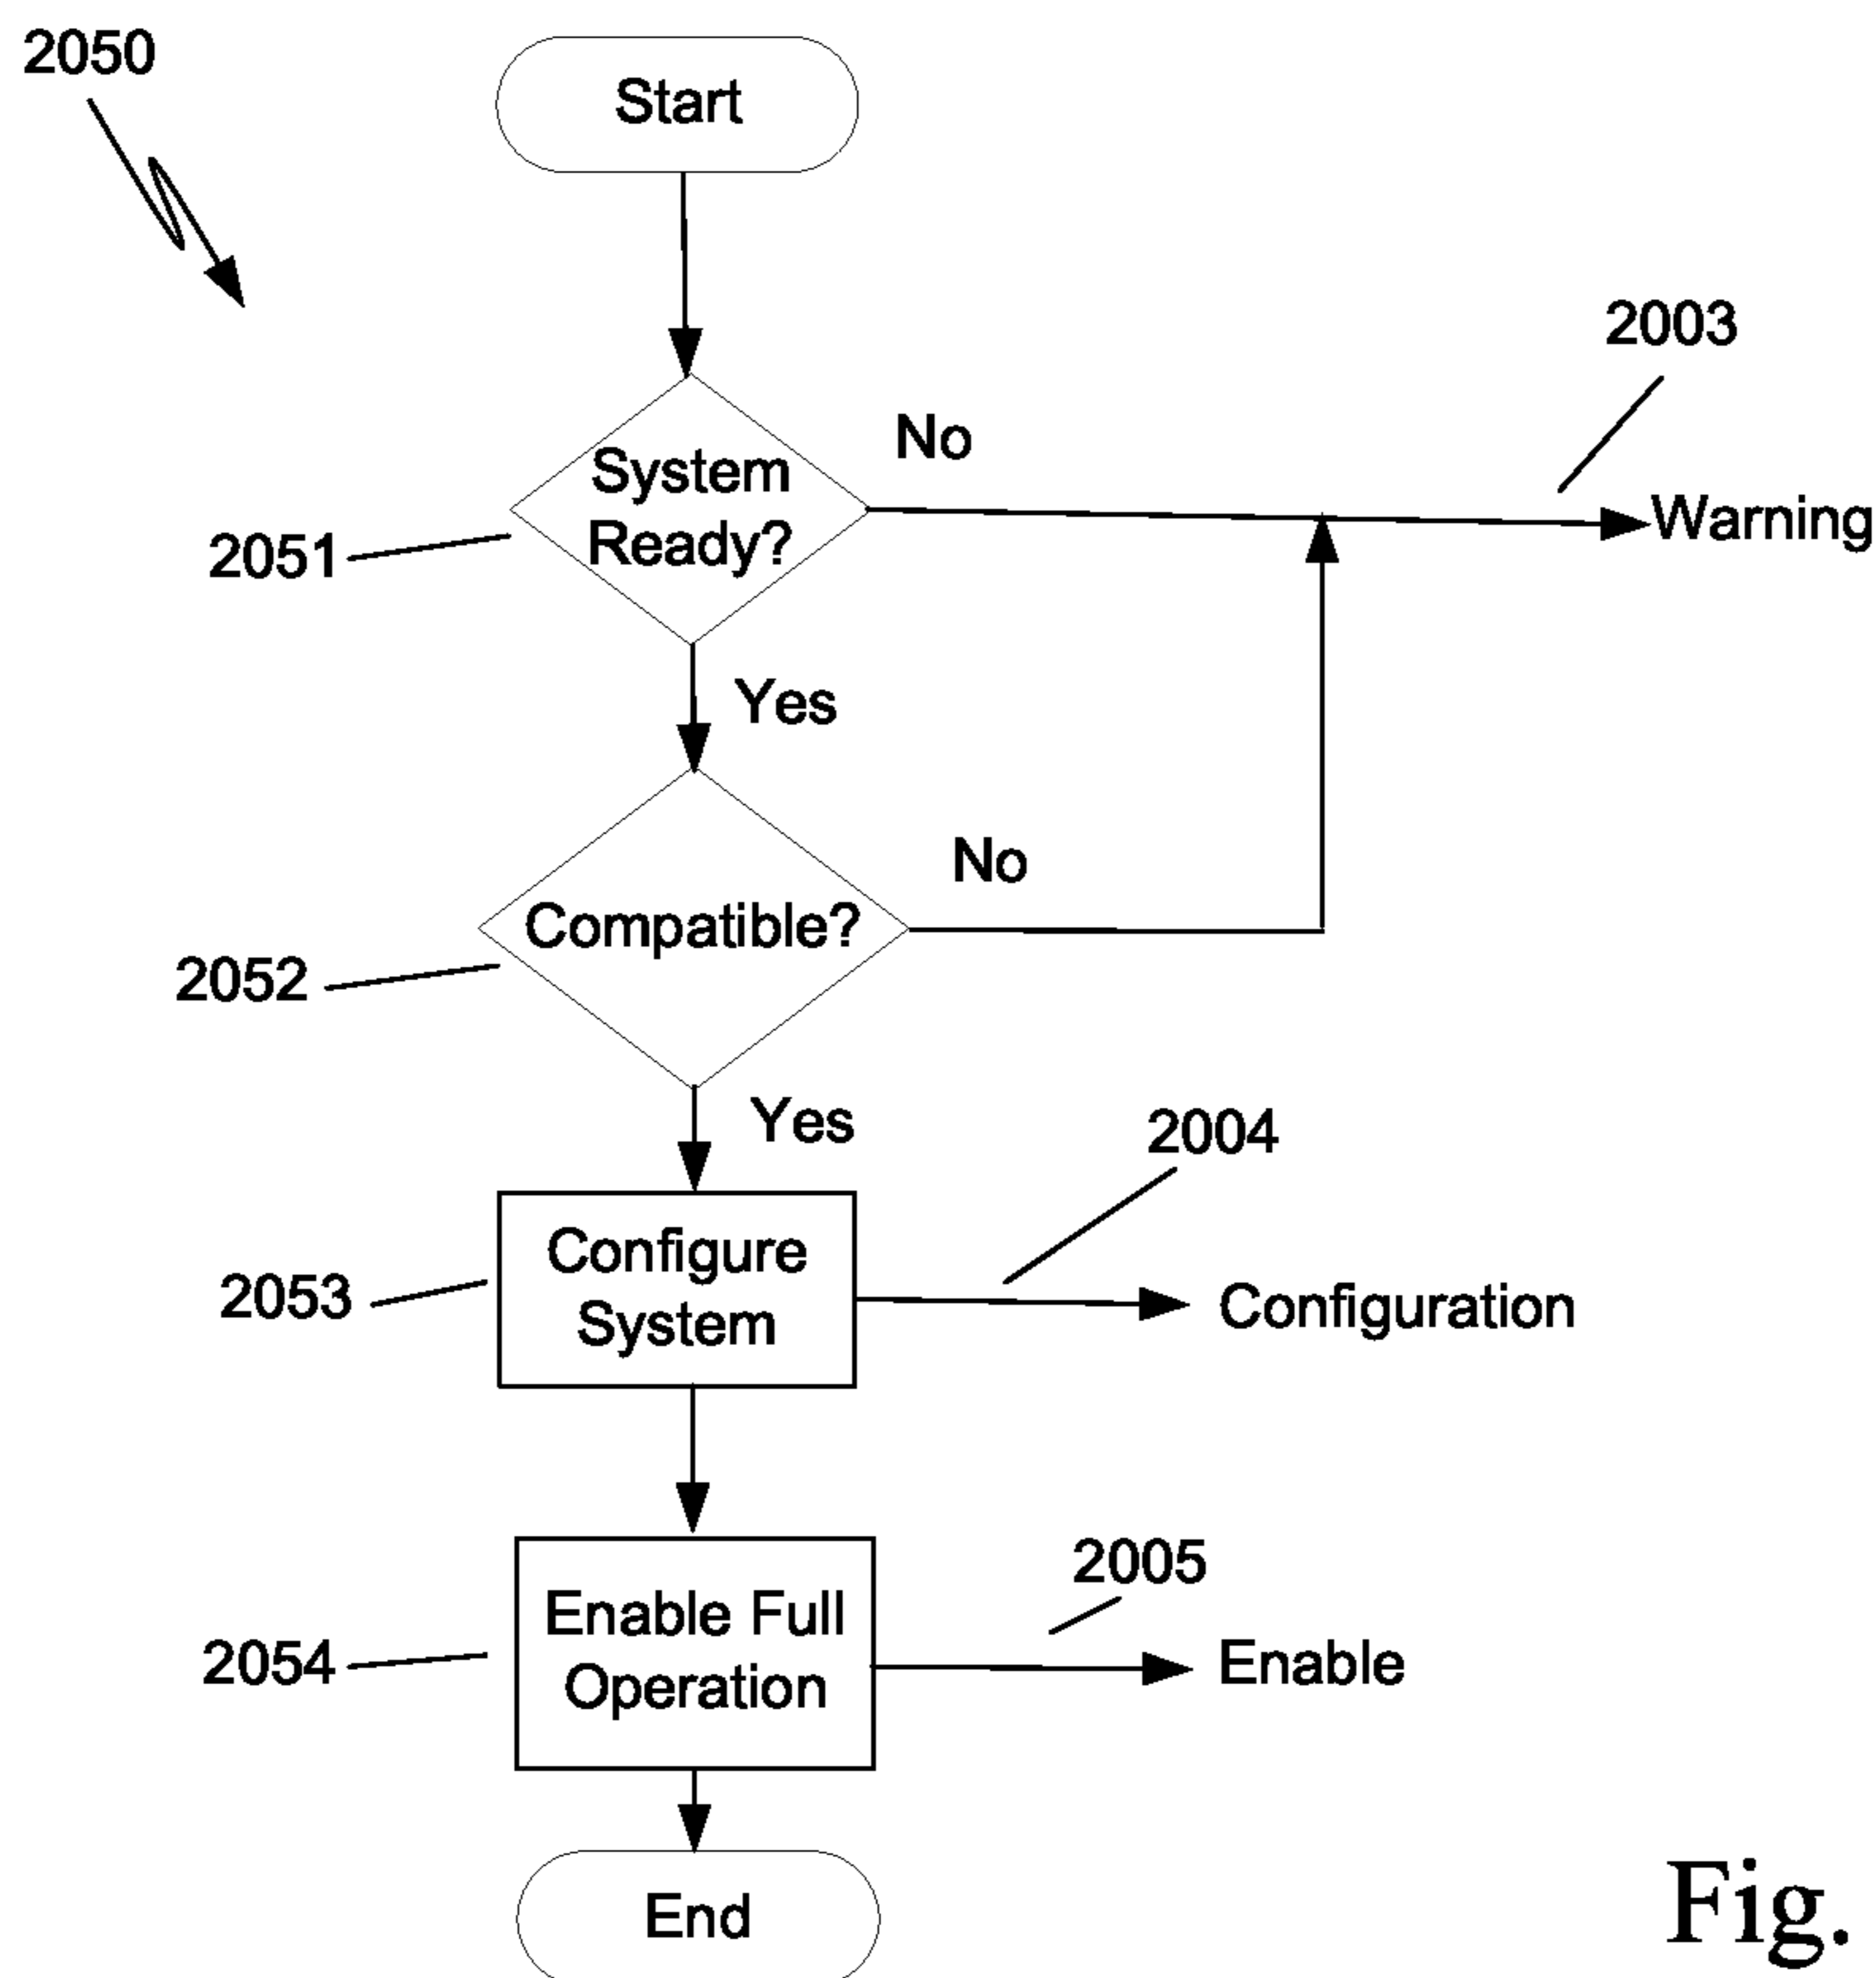 2050
Start
2003
No
System
Ready?
Warning
2051
Yes
No
Compatible?
2052
Yes
2004
Configure
System
2053
Configuration
2005
Enable Full
Operation
2054
Enable
End
Fig.